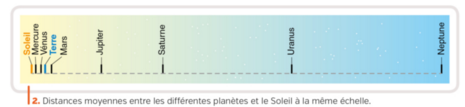 Soleil
Mercure
Vénus
Terre
Mars
Jupiter
Saturne
Uranus
Neptune
2. Distances moyennes entre les différentes planètes et le Soleil à la même échelle.